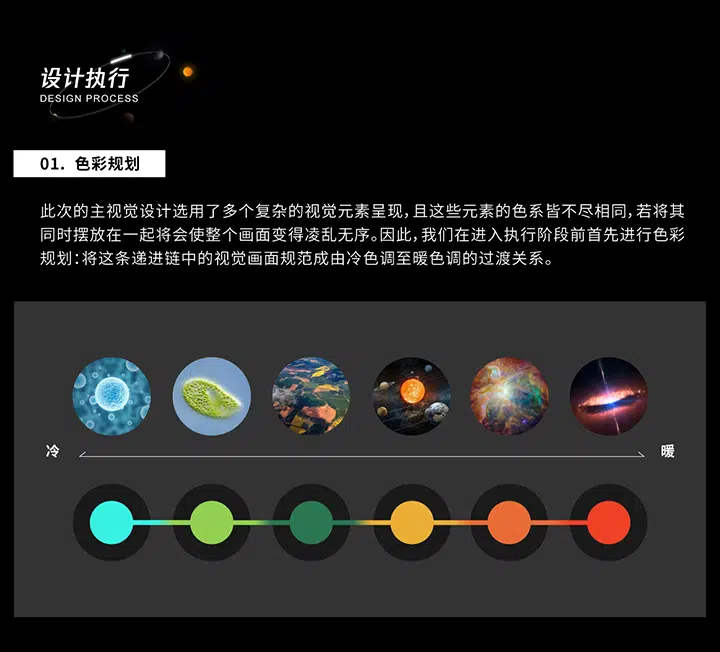 设计执行
DESIGN PROCESS
01. 色彩规划
此次的主视觉设计选用了多个复杂的视觉元素呈现，且这些元素的色系皆不尽相同，若将其
同时摆放在一起将会使整个画面变得凌乱无序。因此，我们在进入执行阶段前首先进行色彩
规划：将这条递进链中的视觉画面规范成由冷色调至暖色调的过渡关系。
冷
暖